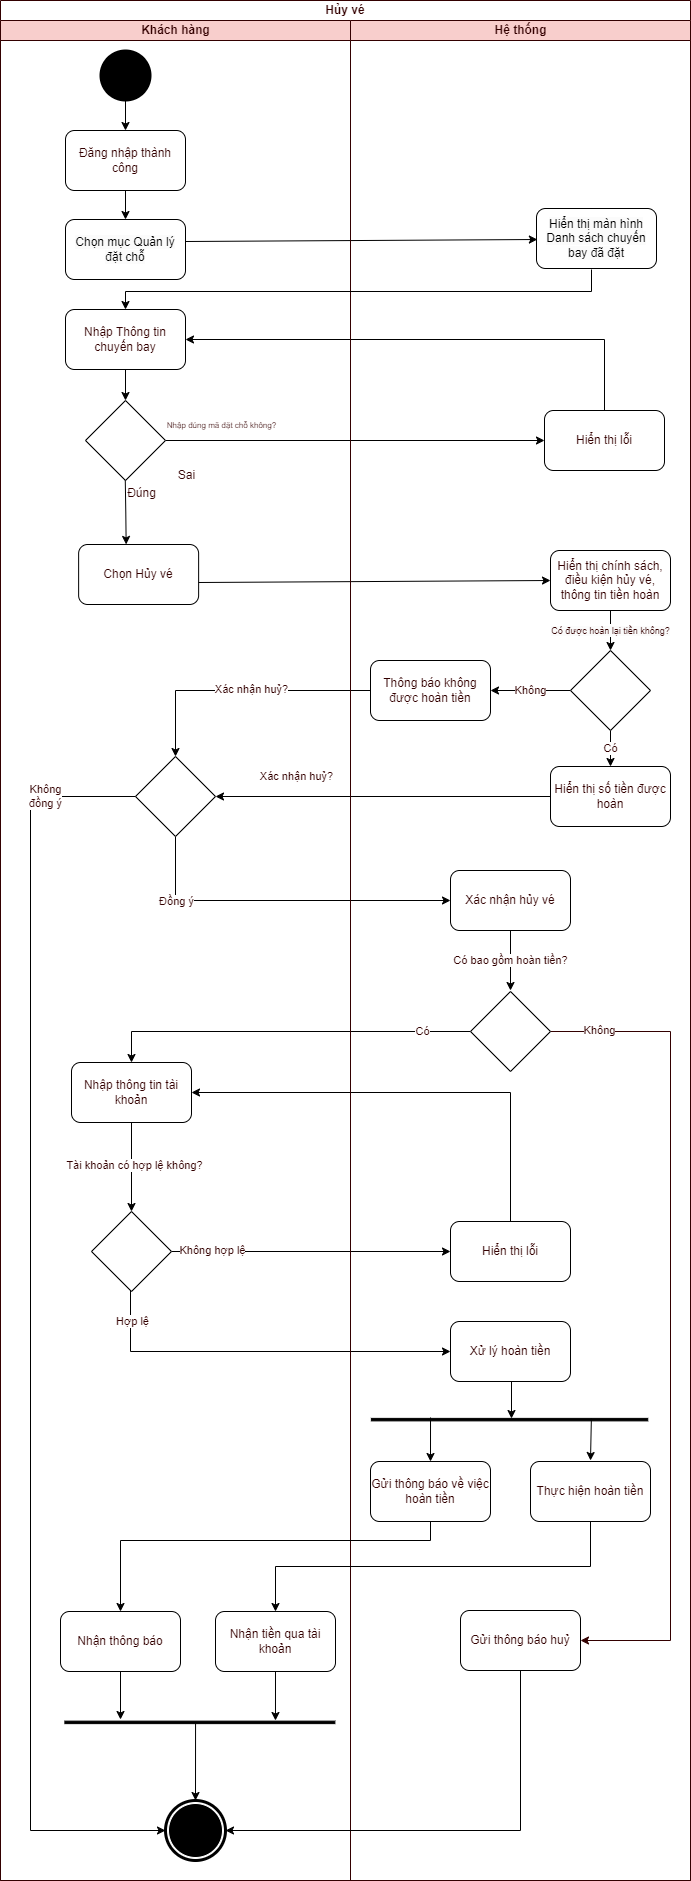 Hủy vé
Khách hàng
Hệ thống
Đăng nhập thành
công
Chọn mục Quản lý
đặt chỗ
Hiển thị màn hình
Danh sách chuyến
bay đã đặt
Nhập Thông tin
chuyến bay
Nhập đúng mã đặt chỗ không?
Hiển thị lỗi
Sai
Đúng
Chọn Hủy vé
Hiển thị chính sách,
điều kiện hủy vé,
thông tin tiền hoàn
Có được hoàn lại tiền không?
Thông báo không
được hoàn tiền
Không
Xác nhận huỷ?
Có
Xác nhận huỷ?
Không
đồng ý
Hiển thị số tiền được
hoàn
Đồng ý
Xác nhận hủy vé
Có bao gồm hoàn tiền?
Có
Không
Nhập thông tin tài
khoản
Tài khoản có hợp lệ không?
Không hợp lệ
Hiển thị lỗi
Hợp lệ
Xử lý hoàn tiền
Gửi thông báo về việc
hoàn tiền
Thực hiện hoàn tiền
Nhận thông báo
Nhận tiền qua tài
khoản
Gửi thông báo huỷ